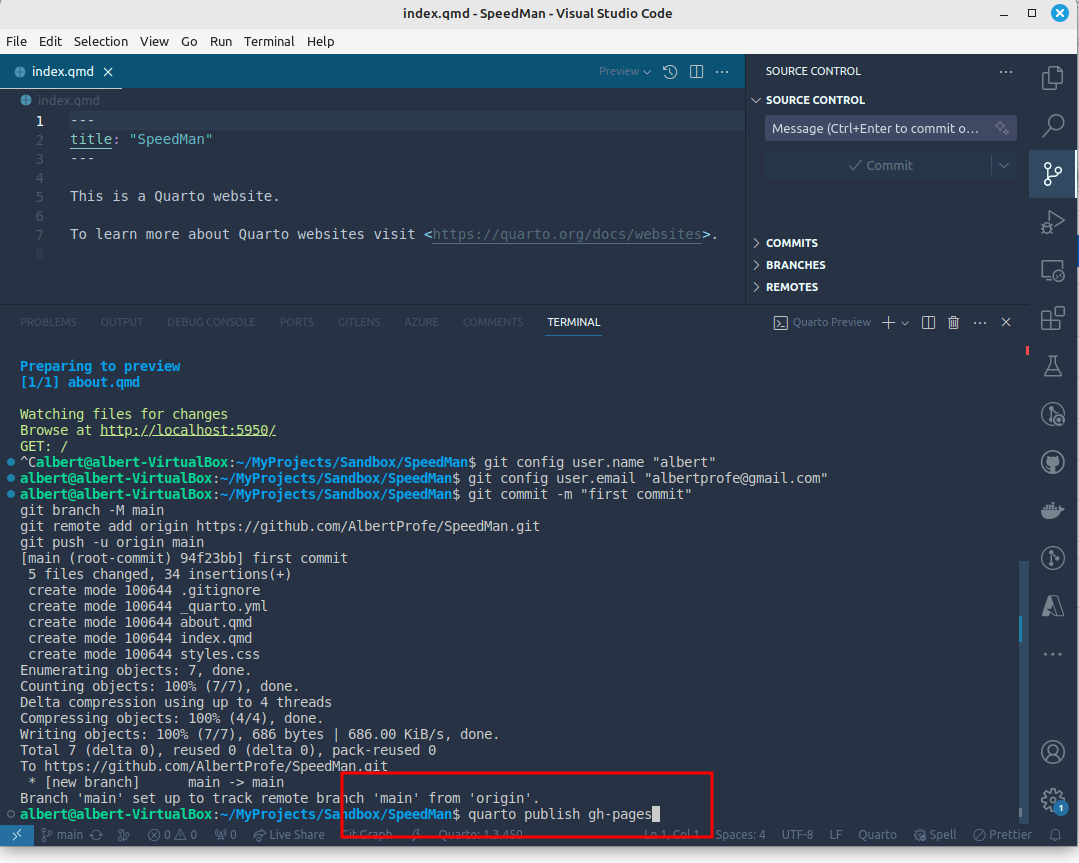 index.qmd - SpeedMan - Visual Studio Code
File Edit Selection View Go Run Terminal Help
index.qmd
Preview
index.qmd
1 ---
2 title: "SpeedMan"
3 ---
4
5 This is a Quarto website.
6
7 To learn more about Quarto websites visit <https://quarto.org/docs/websites>.
8
SOURCE CONTROL
SOURCE CONTROL
Message (Ctrl+Enter to commit o...
Commit
COMMITS
BRANCHES
REMOTES
PROBLEMS OUTPUT DEBUG CONSOLE PORTS GITLENS AZURE COMMENTS TERMINAL
Quarto Preview
Preparing to preview
[1/1] about.qmd
Watching files for changes
Browse at http://localhost:5950/
GET: /
^Calbert@albert-VirtualBox:~/MyProjects/Sandbox/SpeedMan$ git config user.name "albert"
albert@albert-VirtualBox:~/MyProjects/Sandbox/SpeedMan$ git config user.email "albertprofe@gmail.com"
albert@albert-VirtualBox:~/MyProjects/Sandbox/SpeedMan$ git commit -m "first commit"
git branch -M main
git remote add origin https://github.com/AlbertProfe/SpeedMan.git
git push -u origin main
[main (root-commit) 94f23bb] first commit
5 files changed, 34 insertions(+)
create mode 100644 .gitignore
create mode 100644 _quarto.yml
create mode 100644 about.qmd
create mode 100644 index.qmd
create mode 100644 styles.css
Enumerating objects: 7, done.
Counting objects: 100% (7/7), done.
Delta compression using up to 4 threads
Compressing objects: 100% (4/4), done.
Writing objects: 100% (7/7), 686 bytes | 686.00 KiB/s, done.
Total 7 (delta 0), reused 0 (delta 0), pack-reused 0
To https://github.com/AlbertProfe/SpeedMan.git
* [new branch] main -> main
Branch 'main' set up to track remote branch 'main' from 'origin'.
albert@albert-VirtualBox:~/MyProjects/Sandbox/SpeedMan$ quarto publish gh-pages
1
main 0 0 0 Live Share Git Graph Quarto: 1.3.450 Ln 1, Col 1 Spaces: 4 UTF-8 LF Quarto Spell Prettier